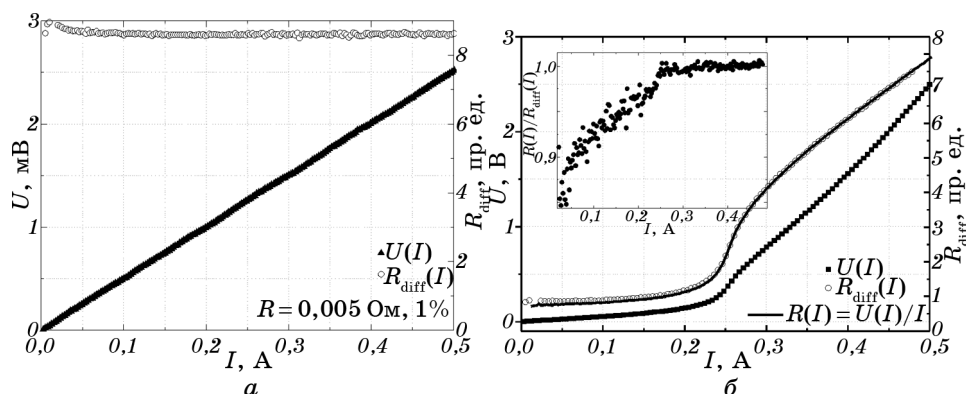 3
2
1
0
U, мВ
8
6
4
2
0
R_diff, пр. ед.
▲U(I)
○R_diff(I)
R = 0,005 Ом, 1%
0,0 0,1 0,2 0,3 0,4 0,5
I, А
а
3
2
1
0
U, В
1,0
0,9
R(I)/R_diff(I)
0,1 0,2 0,3 0,4
I, А
8
7
6
5
4
3
2
1
0
R_diff, пр. ед.
■U(I)
○R_diff(I)
R(I) = U(I)/I
0,0 0,1 0,2 0,3 0,4 0,5
I, А
б